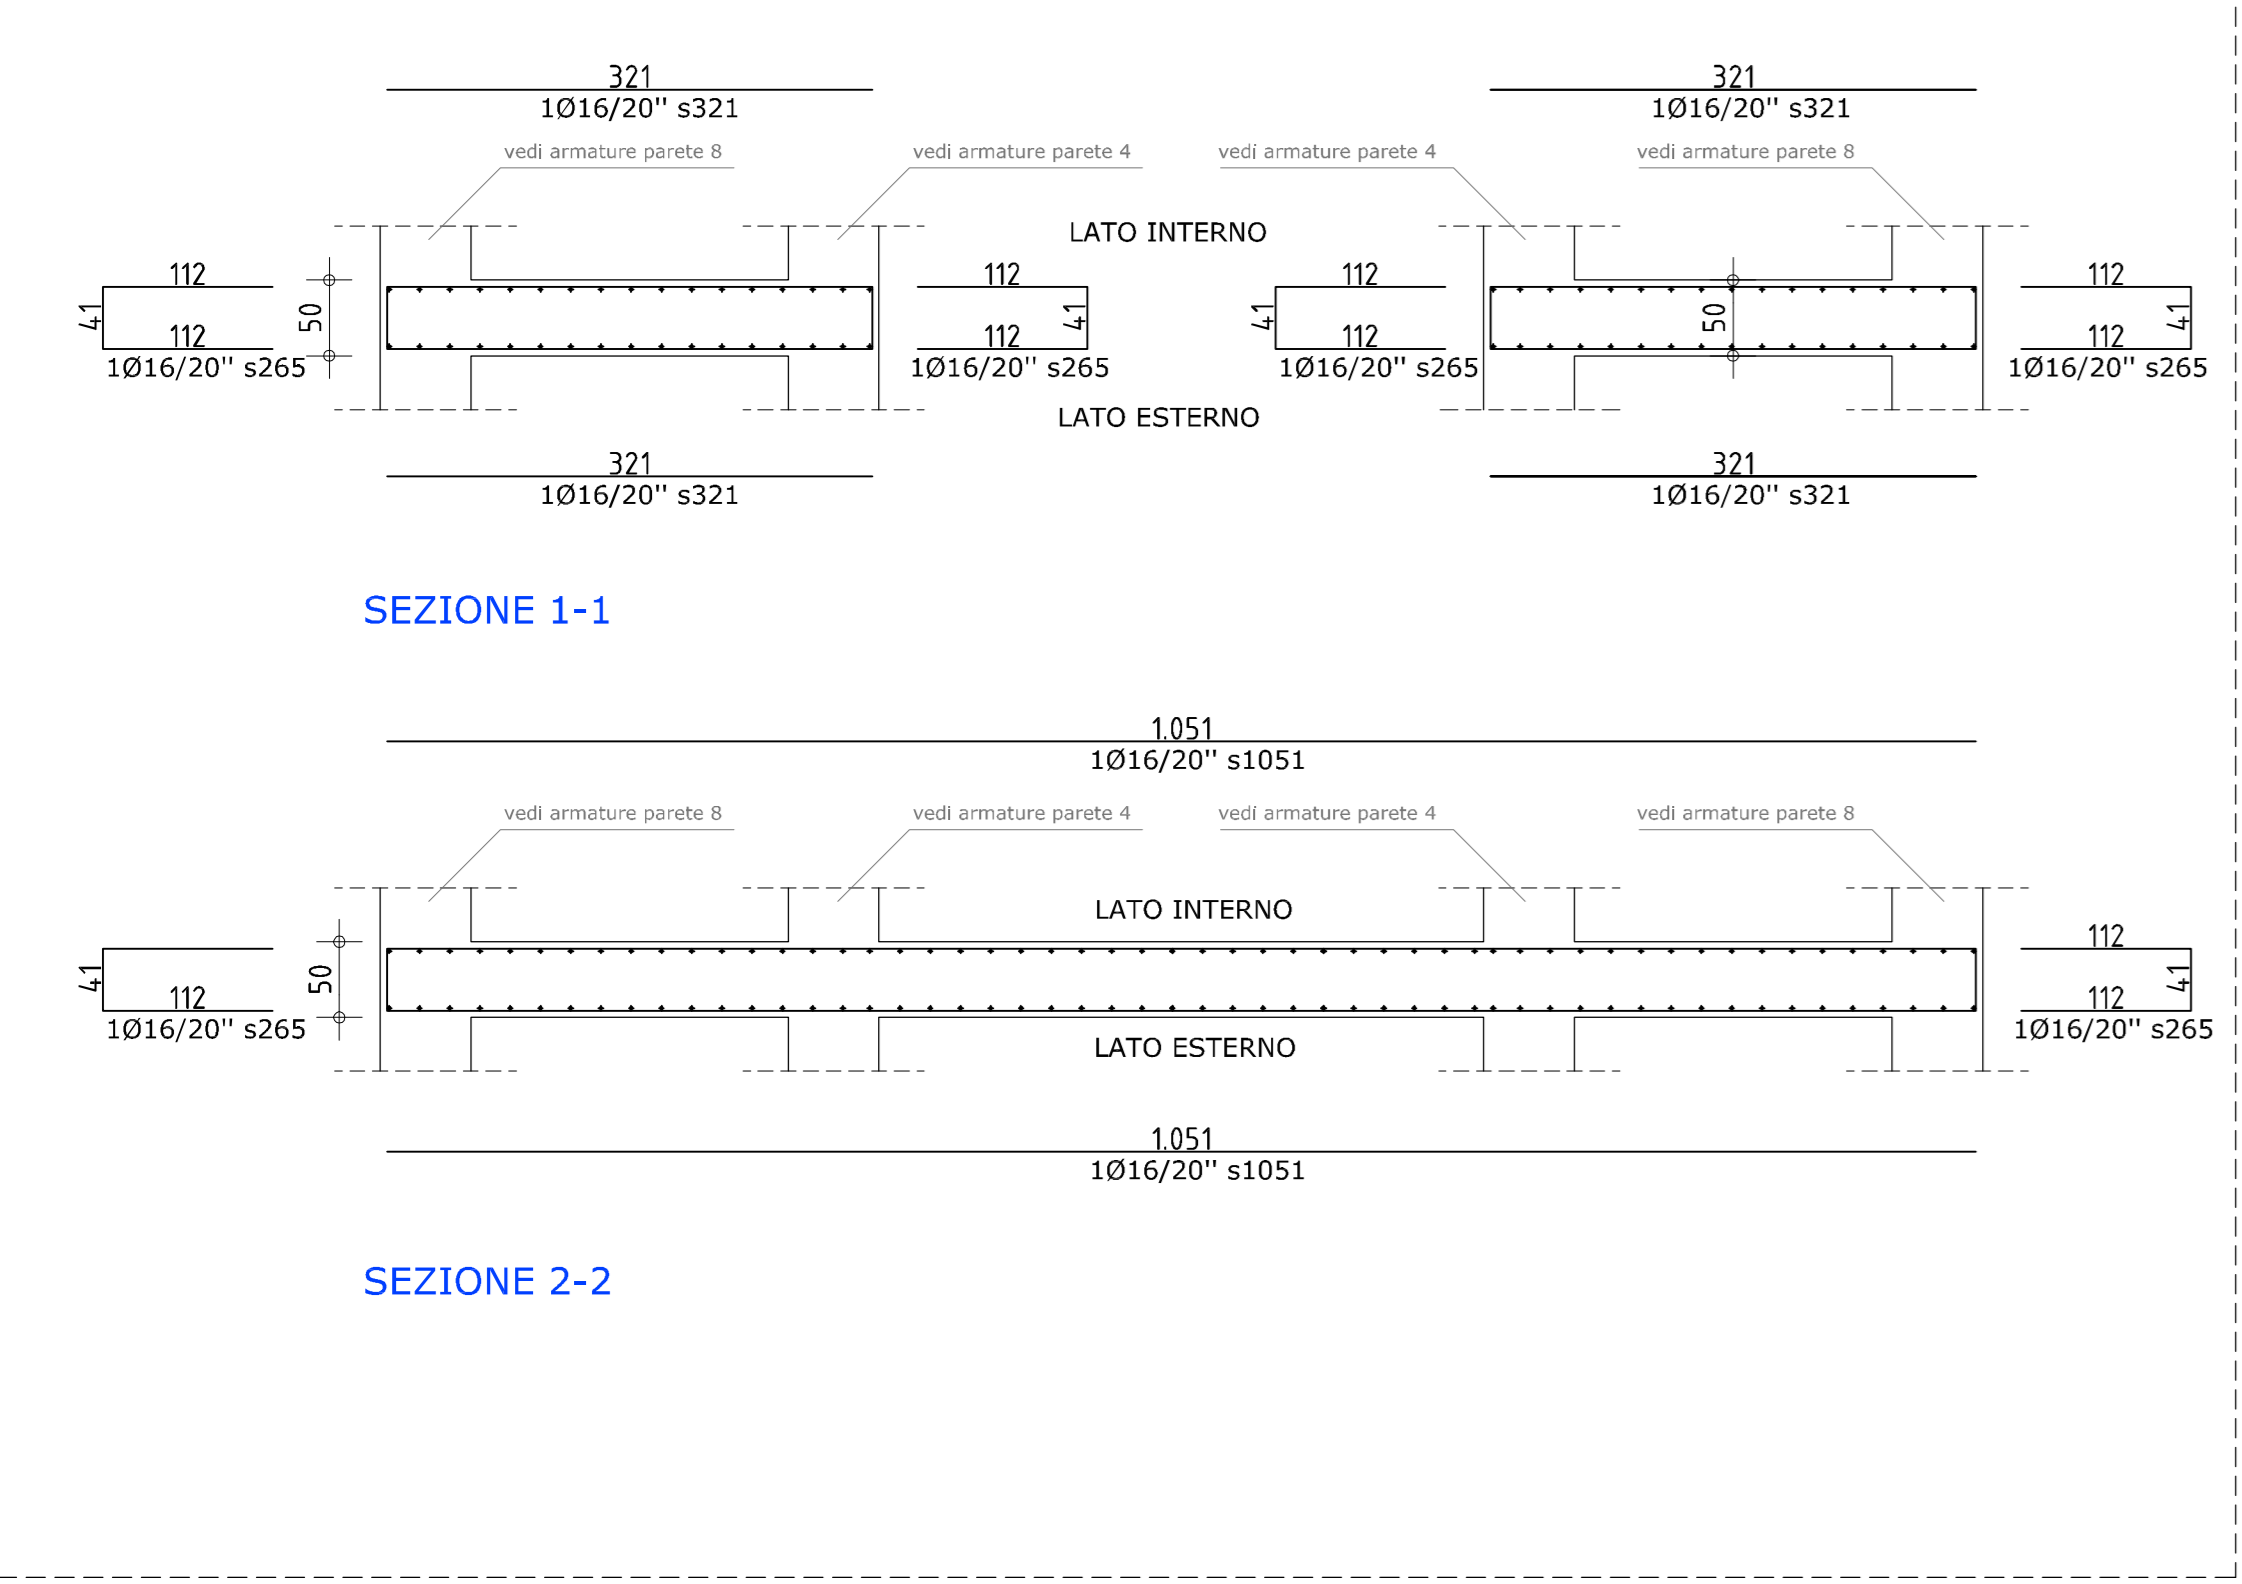 321
321
1Ø16/20'' s321
1Ø16/20'' s321
vedi armature parete 8
vedi armature parete 4
vedi armature parete 4
vedi armature parete 8
LATO INTERNO
112
112
112
112
41
50
41
41
50
41
112
112
112
112
1Ø16/20'' s265
1Ø16/20'' s265
1Ø16/20'' s265
1Ø16/20'' s265
LATO ESTERNO
321
321
1Ø16/20'' s321
1Ø16/20'' s321
SEZIONE 1-1
1.051
1Ø16/20'' s1051
vedi armature parete 8
vedi armature parete 4
vedi armature parete 4
vedi armature parete 8
LATO INTERNO
112
41
50
41
112
112
1Ø16/20'' s265
1Ø16/20'' s265
LATO ESTERNO
1.051
1Ø16/20'' s1051
SEZIONE 2-2